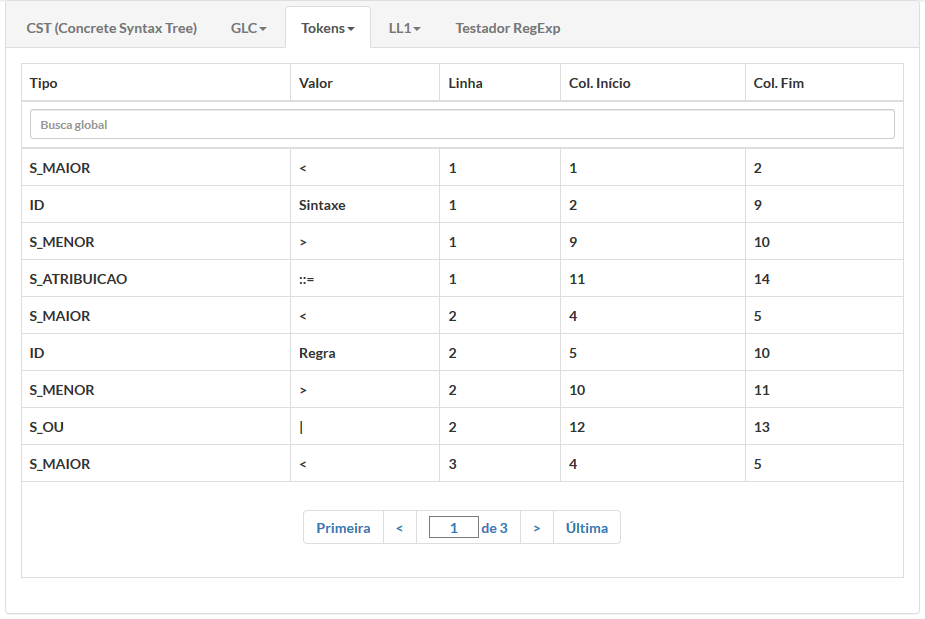 CST (Concrete Syntax Tree) GLC Tokens LL1 Testador RegExp
Tipo Valor Linha Col. Início Col. Fim
Busca global
S_MAIOR < 1 1 2
ID Sintaxe 1 2 9
S_MENOR > 1 9 10
S_ATRIBUICAO ::= 1 11 14
S_MAIOR < 2 4 5
ID Regra 2 5 10
S_MENOR > 2 10 11
S_OU | 2 12 13
S_MAIOR < 3 4 5
Primeira < 1 de 3 > Última